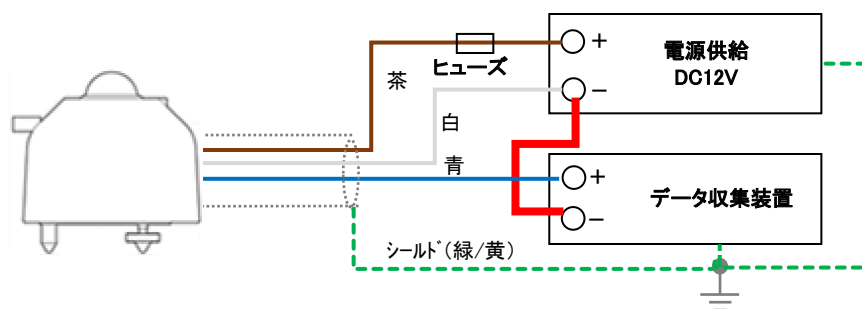 ヒューズ
茶
白
青
+
−
電源供給
DC12V
+
−
データ収集装置
シールド(緑/黄)